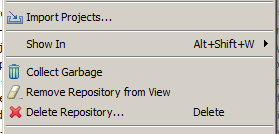 Import Projects...
Show In Alt+Shift+W
Collect Garbage
Remove Repository from View
Delete Repository... Delete